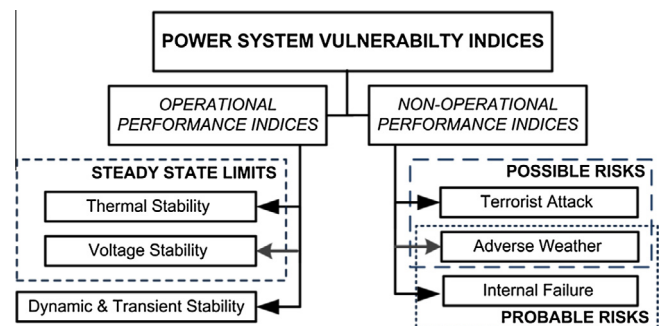 POWER SYSTEM VULNERABILTY INDICES
OPERATIONAL
PERFORMANCE INDICES
NON-OPERATIONAL
PERFORMANCE INDICES
STEADY STATE LIMITS
Thermal Stability
Voltage Stability
Dynamic & Transient Stability
POSSIBLE RISKS
Terrorist Attack
Adverse Weather
Internal Failure
PROBABLE RISKS